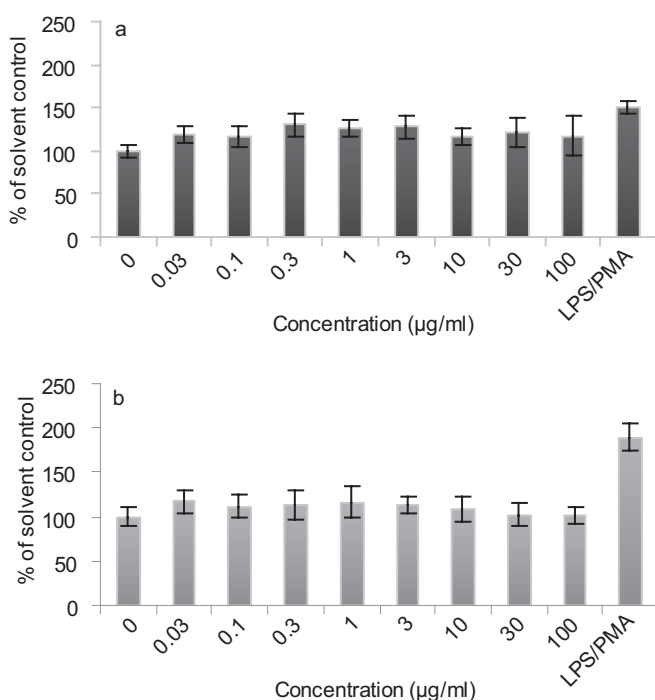 a
% of solvent control
250
200
150
100
50
0
0 0.03 0.1 0.3 1 3 10 30 100 LPS/PMA
Concentration (µg/ml)
b
% of solvent control
250
200
150
100
50
0
0 0.03 0.1 0.3 1 3 10 30 100 LPS/PMA
Concentration (µg/ml)